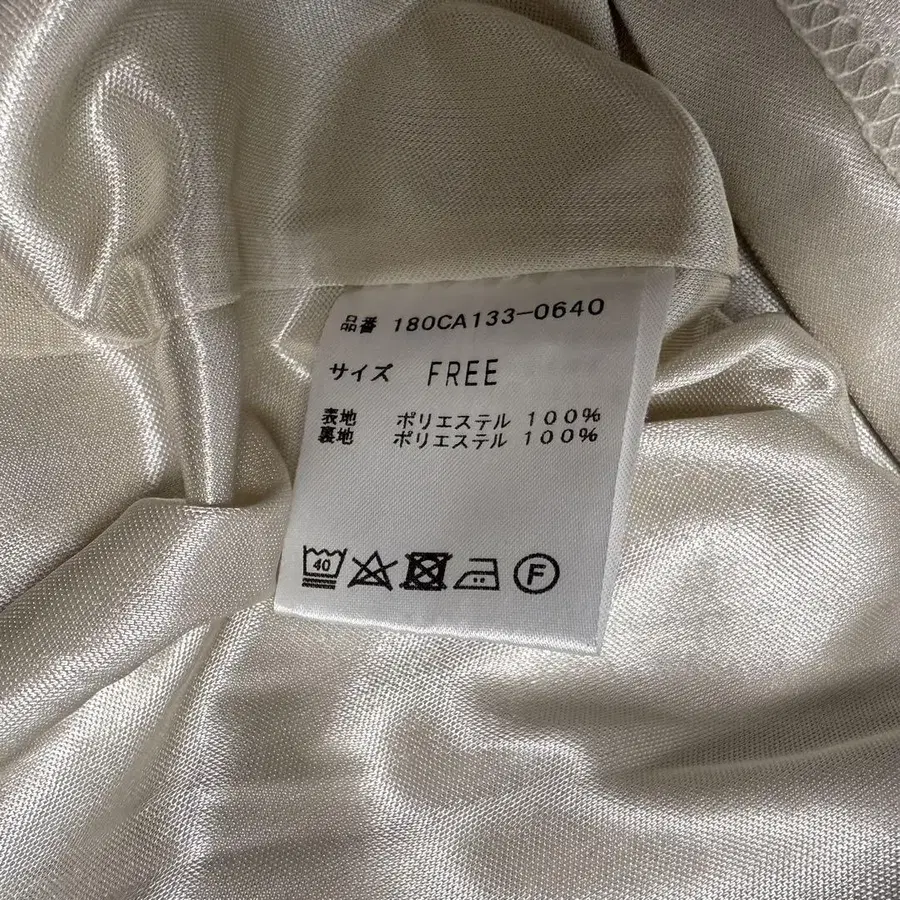 品番 180CA133-0640
サイズ FREE
表地 ポリエステル 100%
裏地 ポリエステル 100%
40 F